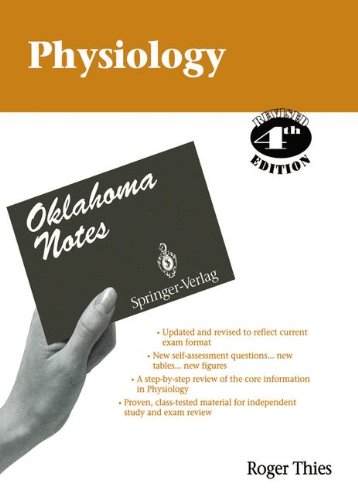 Physiology
REVISED
4th
EDITION
Oklahoma
Notes
Springer-Verlag
• Updated and revised to reflect current
exam format
• New self-assessment questions... new
tables... new figures
• A step-by-step review of the core information
in Physiology
• Proven, class-tested material for independent
study and exam review
Roger Thies